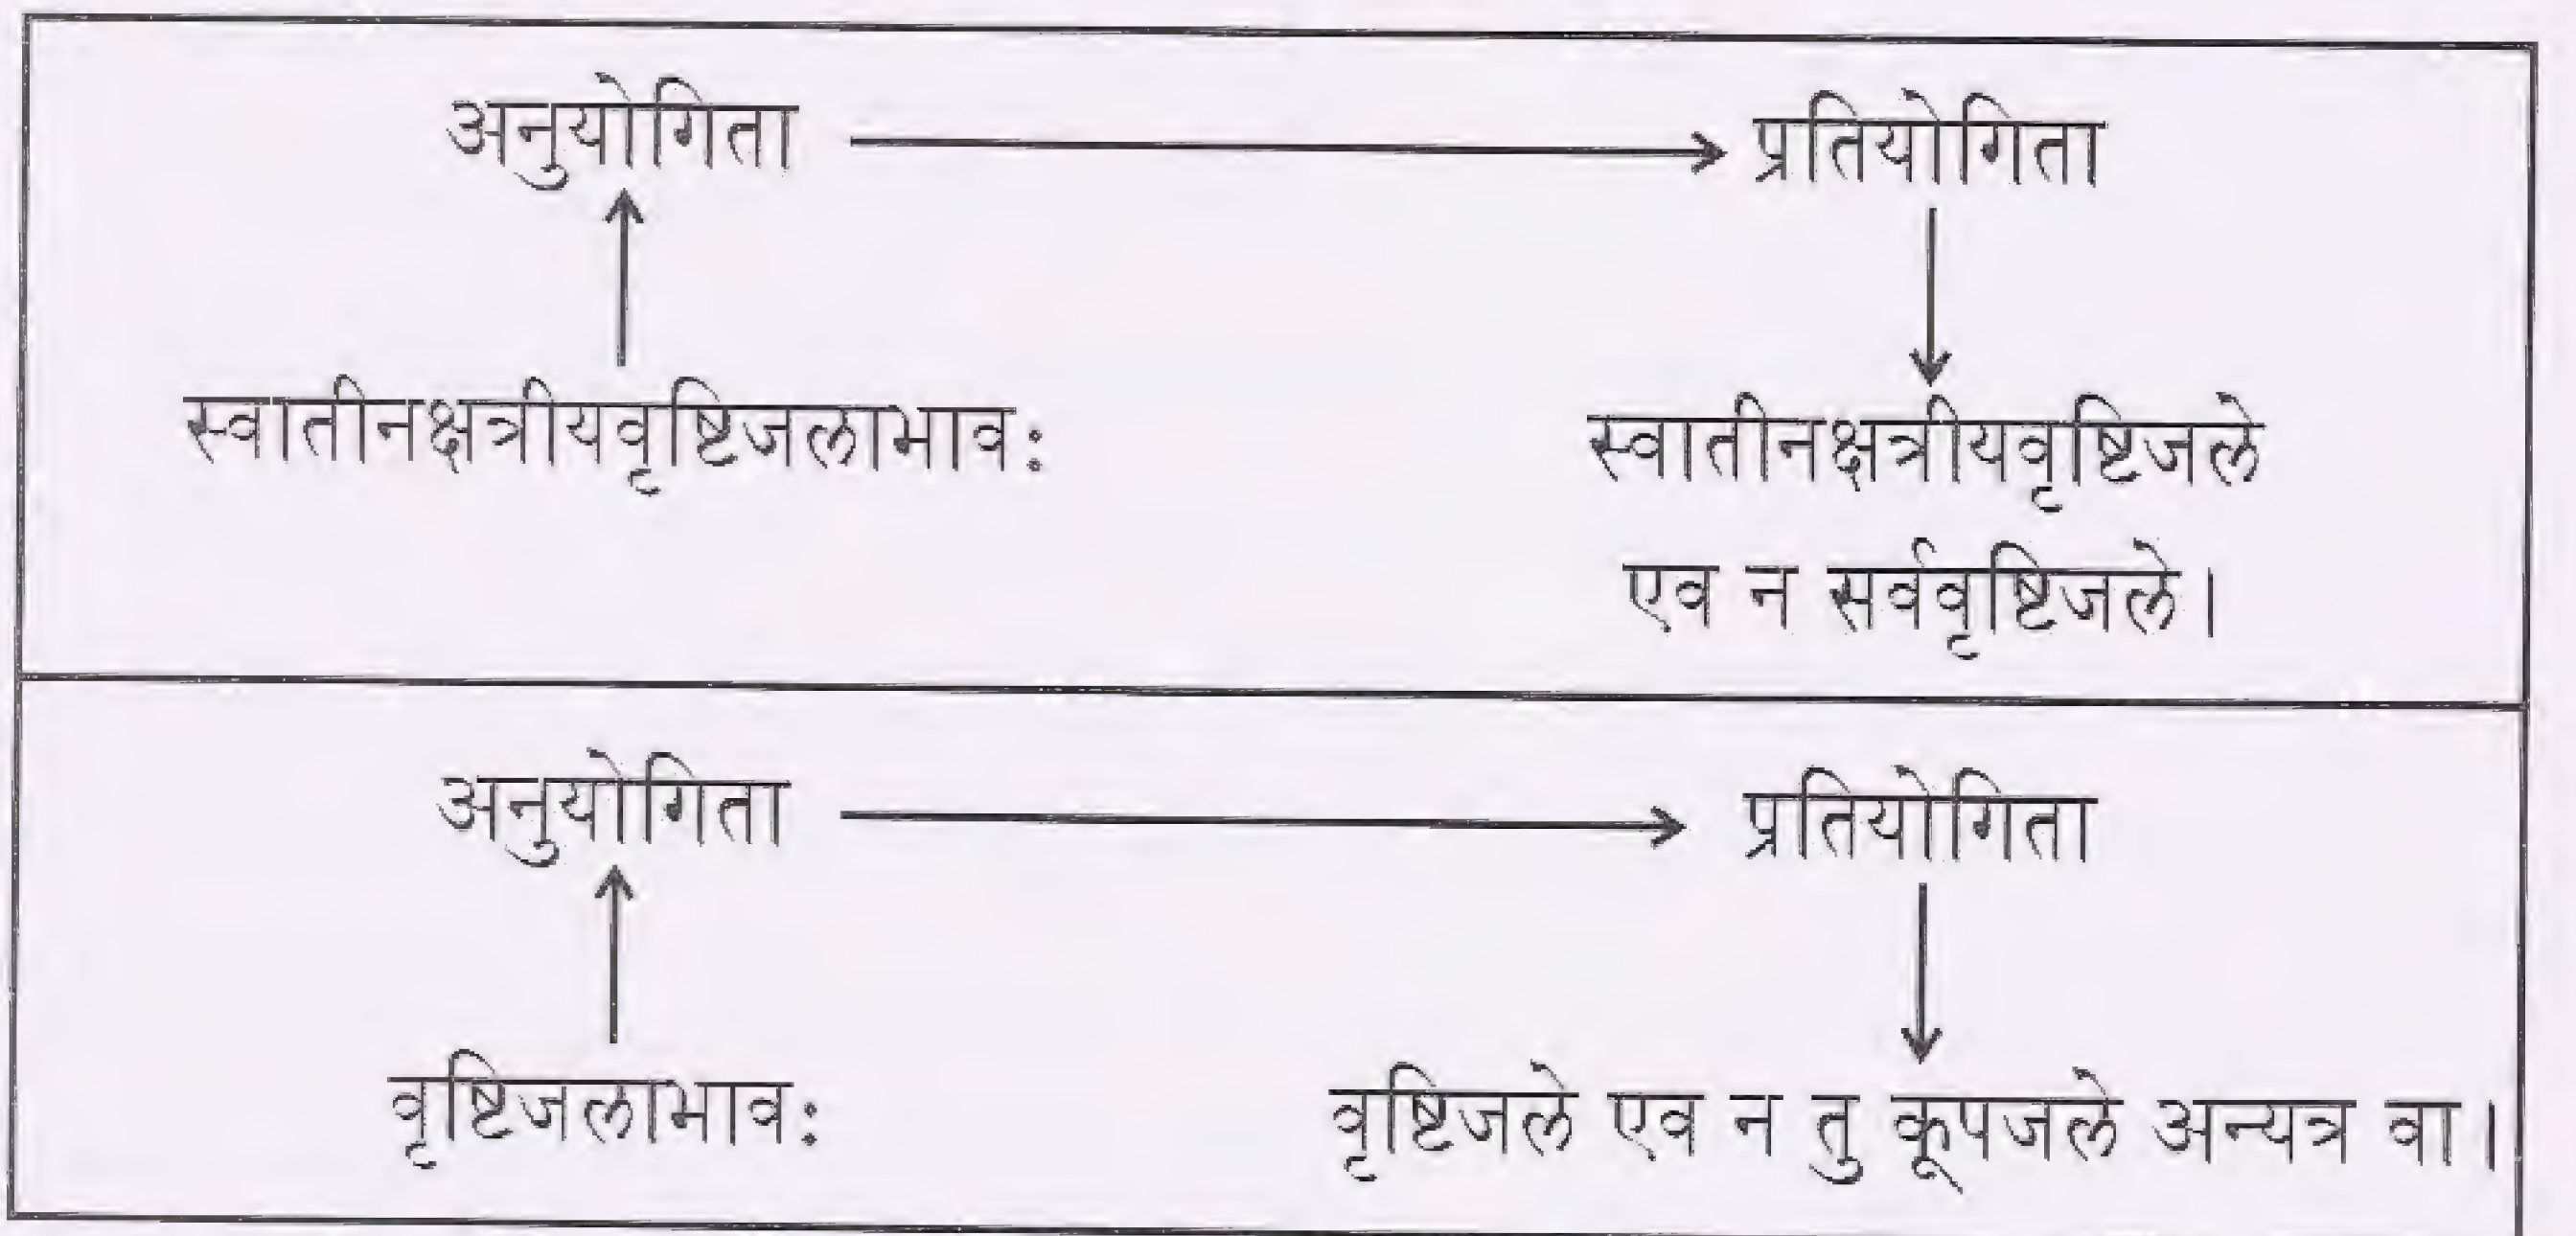 अनुयोगिता प्रतियोगिता
स्वातीनक्षत्रीयवृष्टिजलाभावः स्वातीनक्षत्रीयवृष्टिजले
एव न सर्ववृष्टिजले।
अनुयोगिता प्रतियोगिता
वृष्टिजलाभावः वृष्टिजले एव न तु कूपजले अन्यत्र वा।